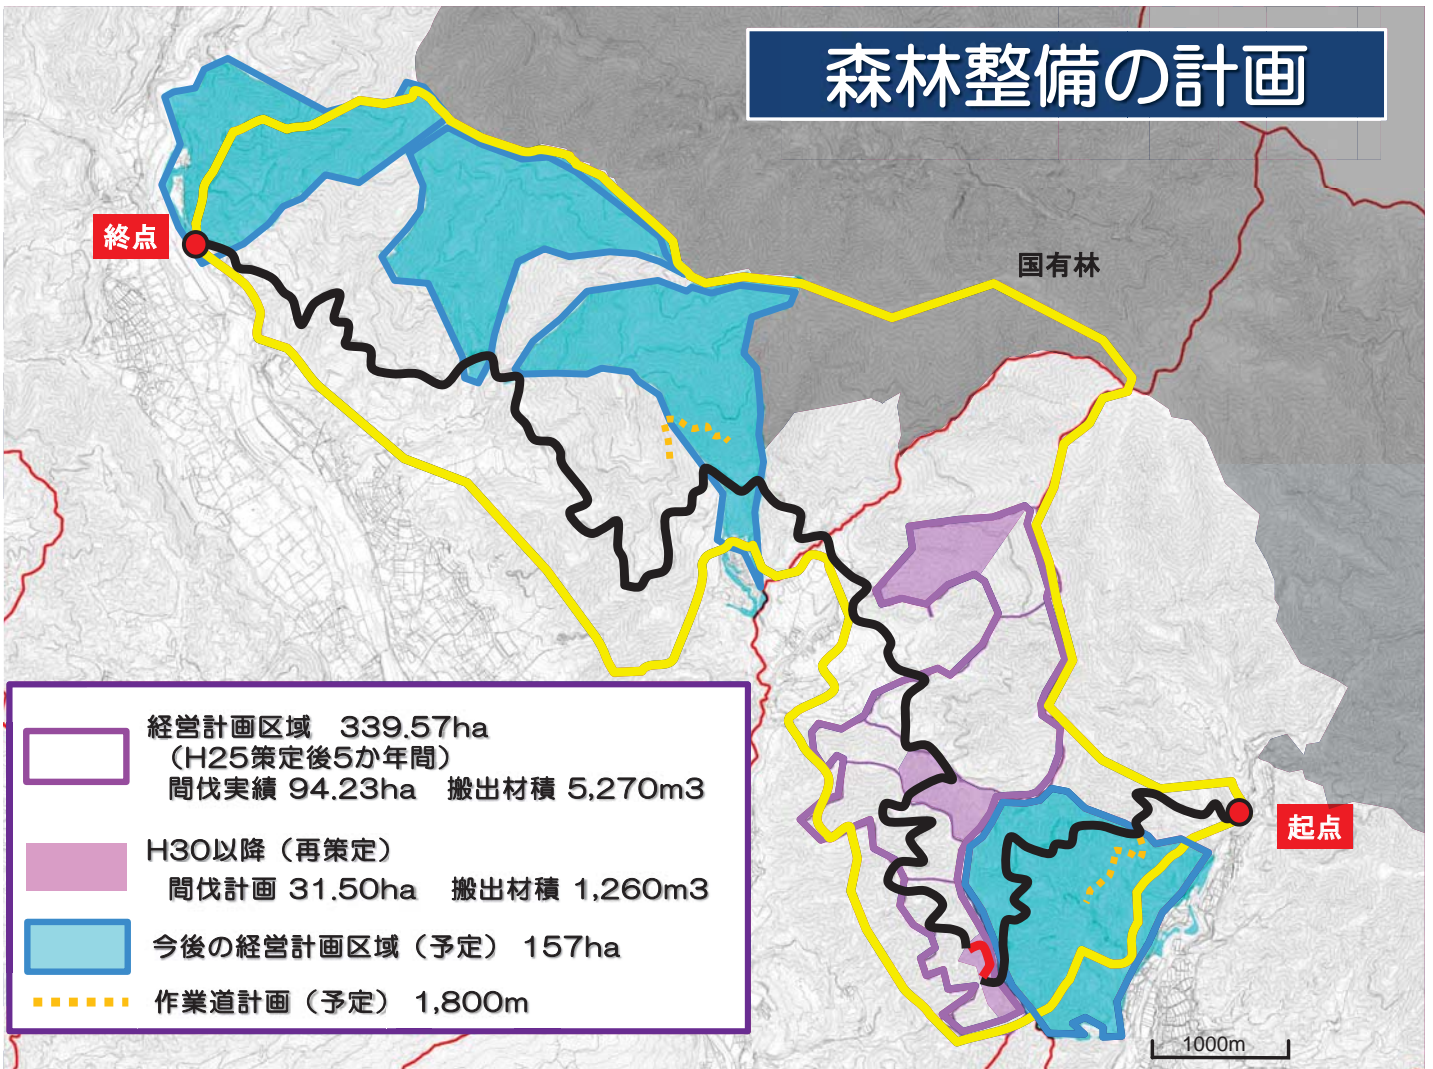 森林整備の計画
終点
国有林
起点
経営計画区域　339.57ha
（H25策定後5か年間）
間伐実績 94.23ha　搬出材積 5,270m3
H30以降（再策定）
間伐計画 31.50ha　搬出材積 1,260m3
今後の経営計画区域（予定） 157ha
作業道計画（予定） 1,800m
1000m